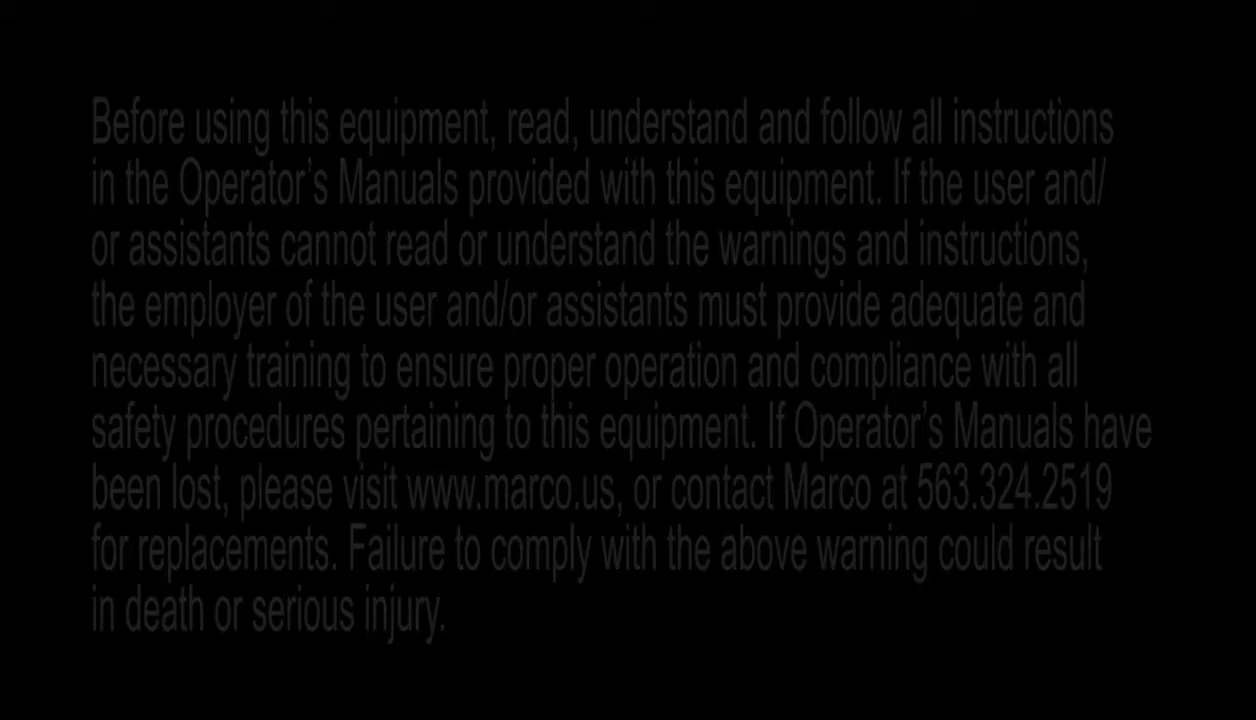 Before using this equipment, read, understand and follow all instructions
in the Operator's Manuals provided with this equipment. If the user and/
or assistants cannot read or understand the warnings and instructions,
the employer of the user and/or assistants must provide adequate and
necessary training to ensure proper operation and compliance with all
safety procedures pertaining to this equipment. If Operator's Manuals have
been lost, please visit www.marco.us, or contact Marco at 563.324.2519
for replacements. Failure to comply with the above warning could result
in death or serious injury.